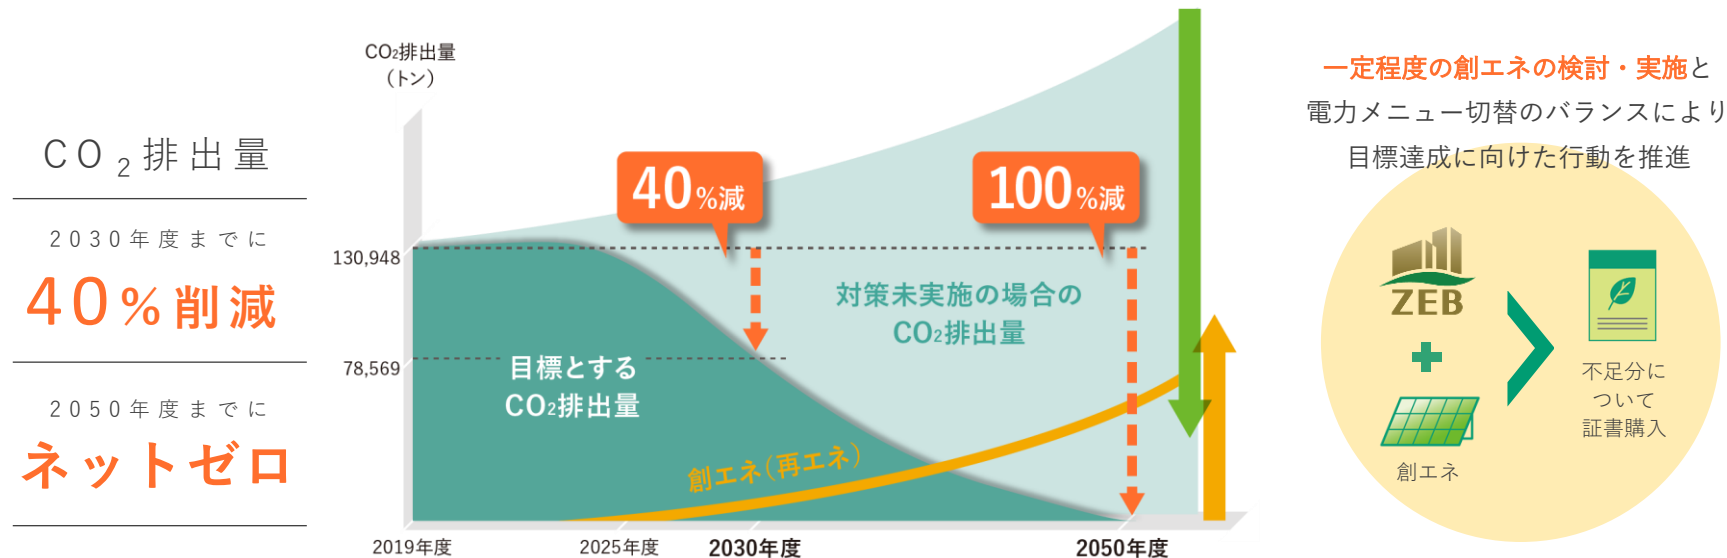 CO₂排出量
2030年度までに
40%削減
2050年度までに
ネットゼロ
CO₂排出量
（トン）
130,948
78,569
40%減
100%減
対策未実施の場合の
CO₂排出量
目標とする
CO₂排出量
創エネ(再エネ)
2019年度
2025年度
2030年度
2050年度
一定程度の創エネの検討・実施と
電力メニュー切替のバランスにより
目標達成に向けた行動を推進
ZEB
創エネ
不足分に
ついて
証書購入